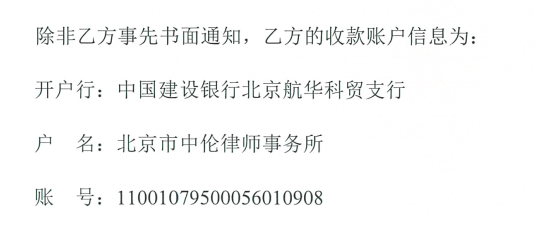 除非乙方事先书面通知，乙方的收款账户信息为：
开户行：中国建设银行北京航华科贸支行
户　名：北京市中伦律师事务所
账　号：11001079500056010908